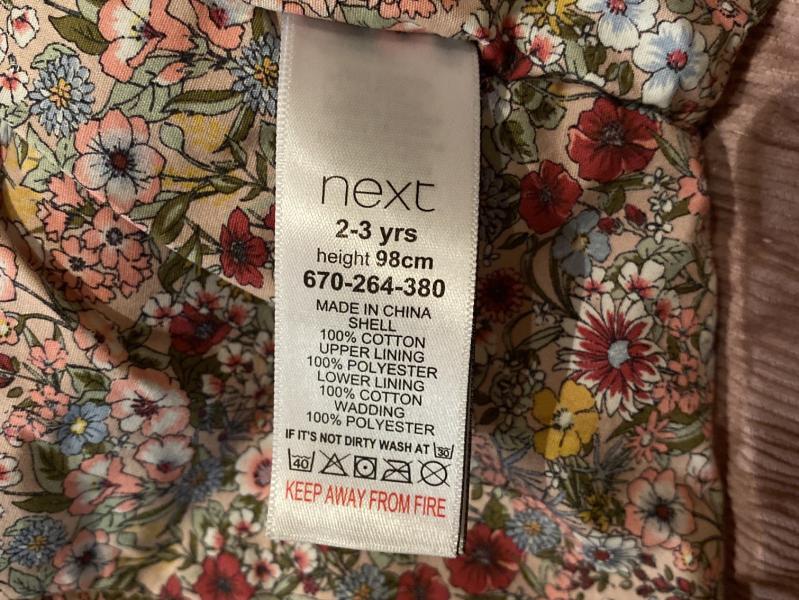 next
2-3 yrs
height 98cm
670-264-380
MADE IN CHINA
SHELL
100% COTTON
UPPER LINING
100% POLYESTER
LOWER LINING
100% COTTON
WADDING
100% POLYESTER
IF IT'S NOT DIRTY WASH AT 30
40
KEEP AWAY FROM FIRE